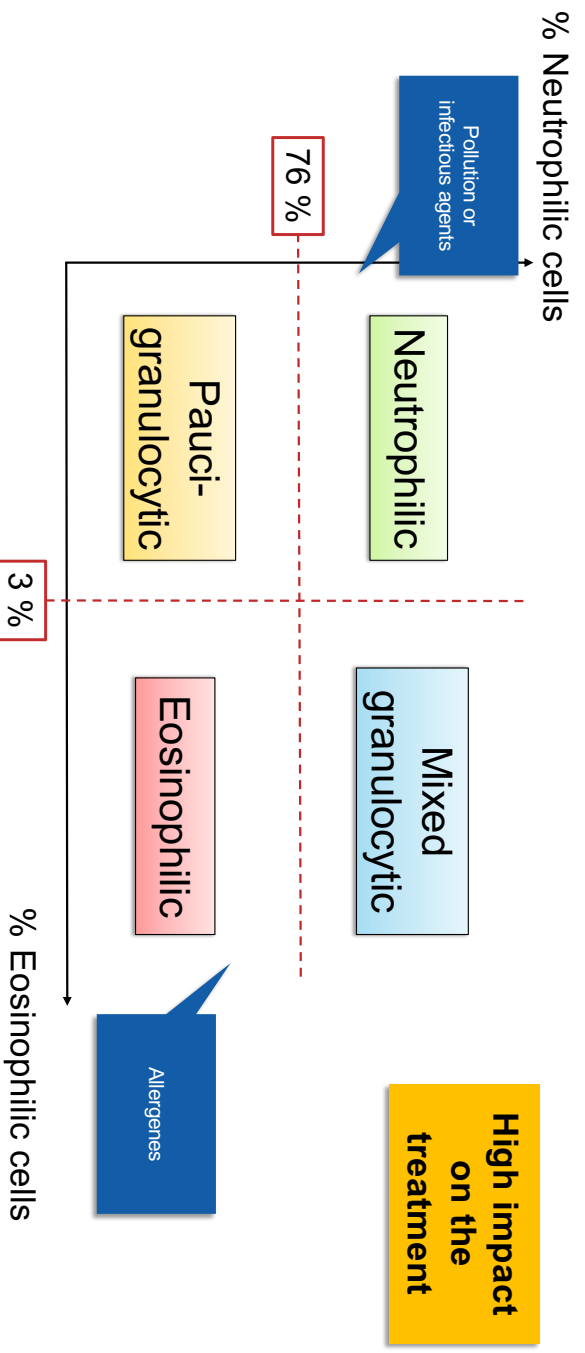 % Neutrophilic cells
Pollution or
infectious agents
76 %
Neutrophilic
Mixed
granulocytic
High impact
on the
treatment
Pauci-
granulocytic
Eosinophilic
Allergenes
3 %
% Eosinophilic cells